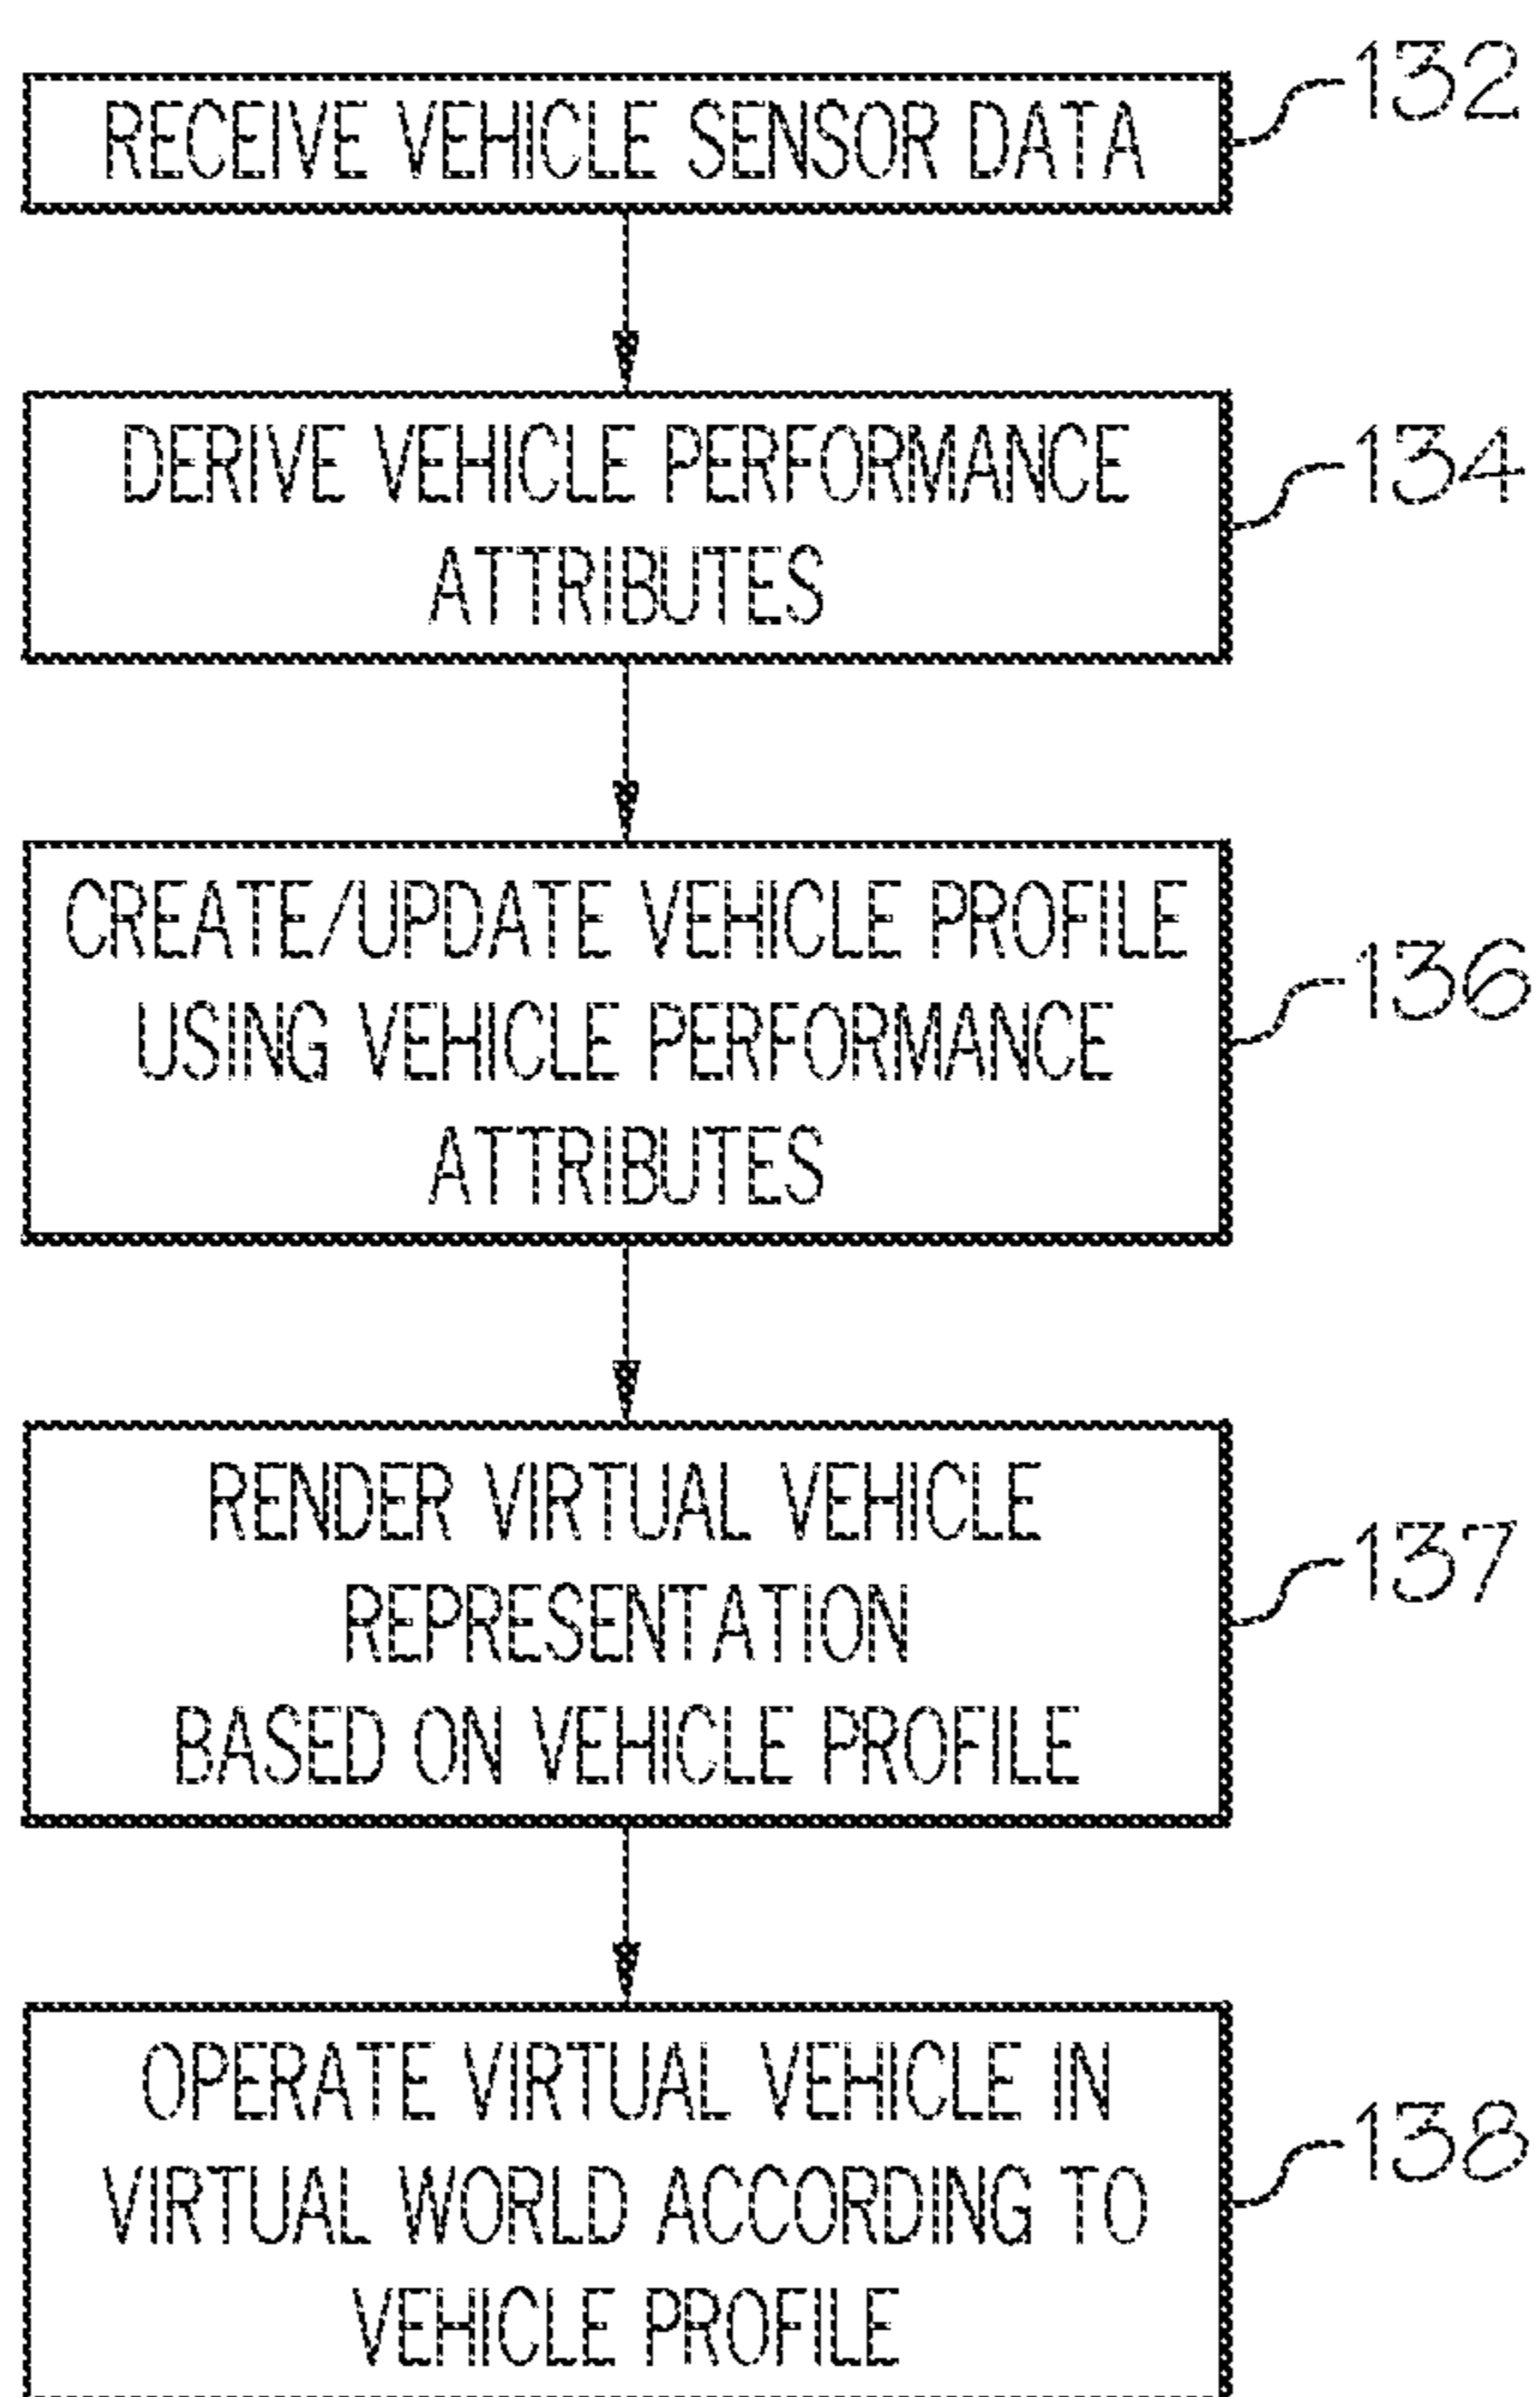 RECEIVE VEHICLE SENSOR DATA
132
DERIVE VEHICLE PERFORMANCE
ATTRIBUTES
134
CREATE/UPDATE VEHICLE PROFILE
USING VEHICLE PERFORMANCE
ATTRIBUTES
136
RENDER VIRTUAL VEHICLE
REPRESENTATION
BASED ON VEHICLE PROFILE
137
OPERATE VIRTUAL VEHICLE IN
VIRTUAL WORLD ACCORDING TO
VEHICLE PROFILE
138